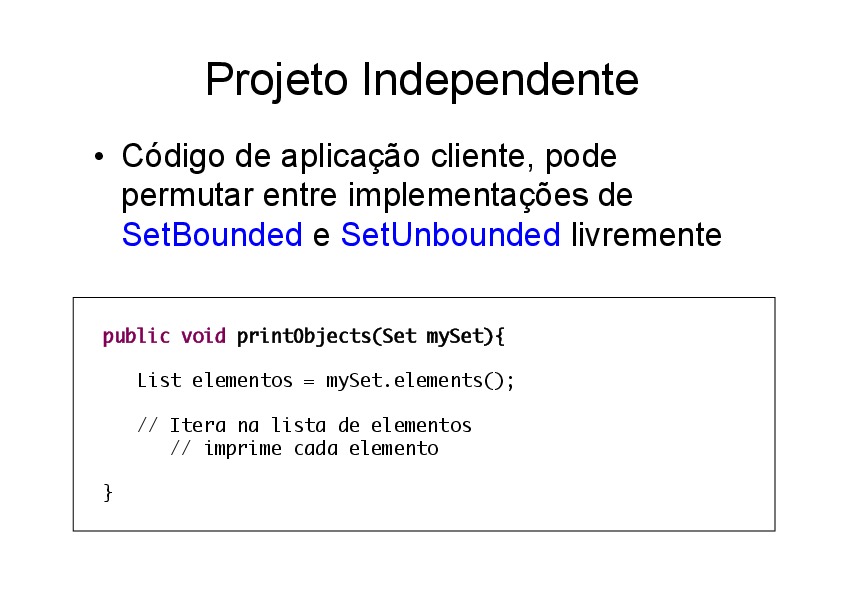 Projeto Independente
• Código de aplicação cliente, pode
permutar entre implementações de
SetBounded e SetUnbounded livremente
public void printObjects(Set mySet){
List elementos = mySet.elements();
// Itera na lista de elementos
// imprime cada elemento
}